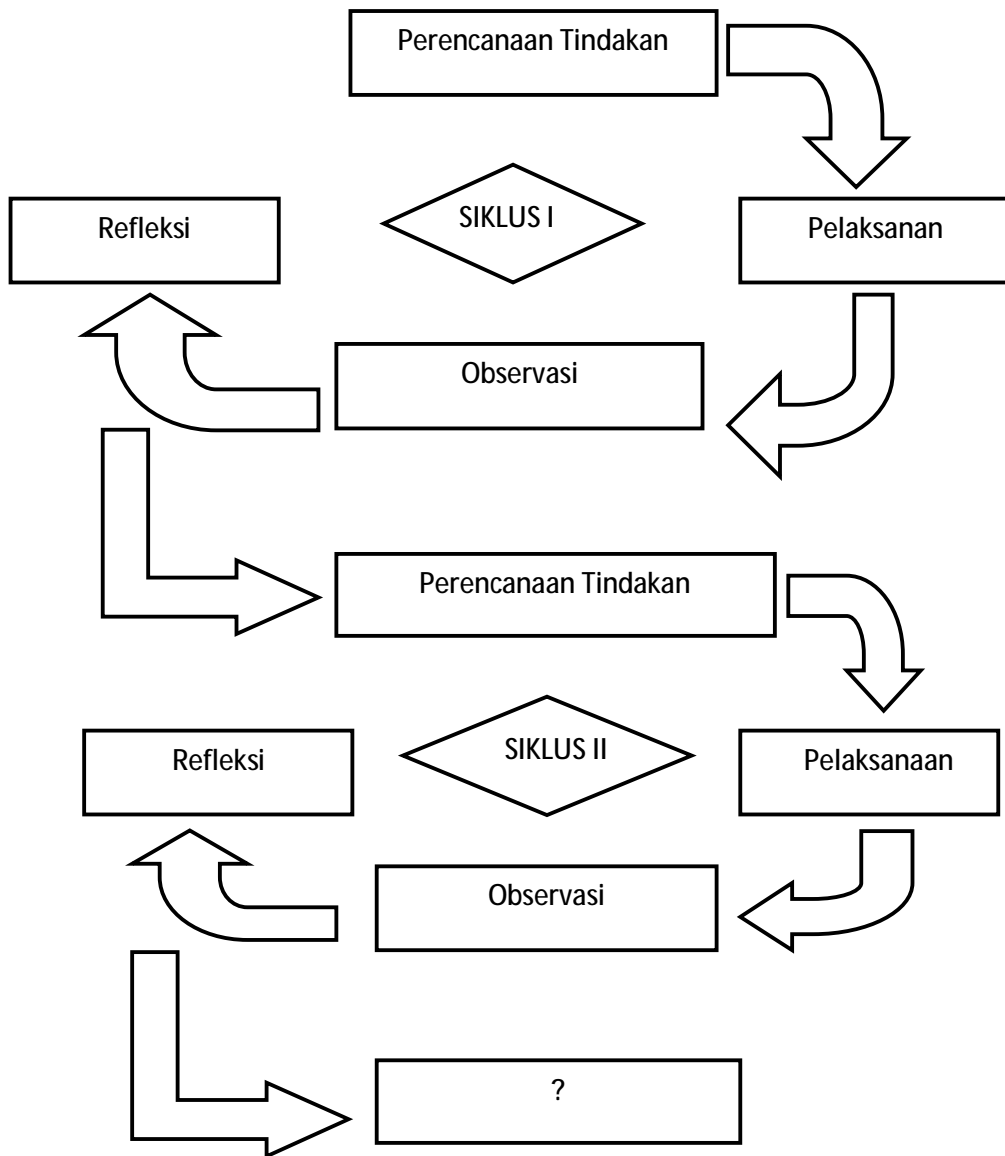 Perencanaan Tindakan
Refleksi
SIKLUS I
Pelaksanan
Observasi
Perencanaan Tindakan
Refleksi
SIKLUS II
Pelaksanaan
Observasi
?